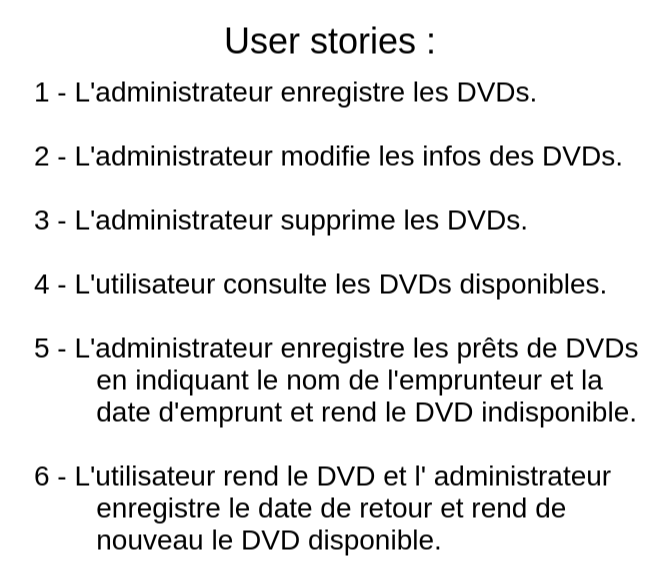 User stories :
1 - L'administrateur enregistre les DVDs.
2 - L'administrateur modifie les infos des DVDs.
3 - L'administrateur supprime les DVDs.
4 - L'utilisateur consulte les DVDs disponibles.
5 - L'administrateur enregistre les prêts de DVDs
en indiquant le nom de l'emprunteur et la
date d'emprunt et rend le DVD indisponible.
6 - L'utilisateur rend le DVD et l' administrateur
enregistre le date de retour et rend de
nouveau le DVD disponible.